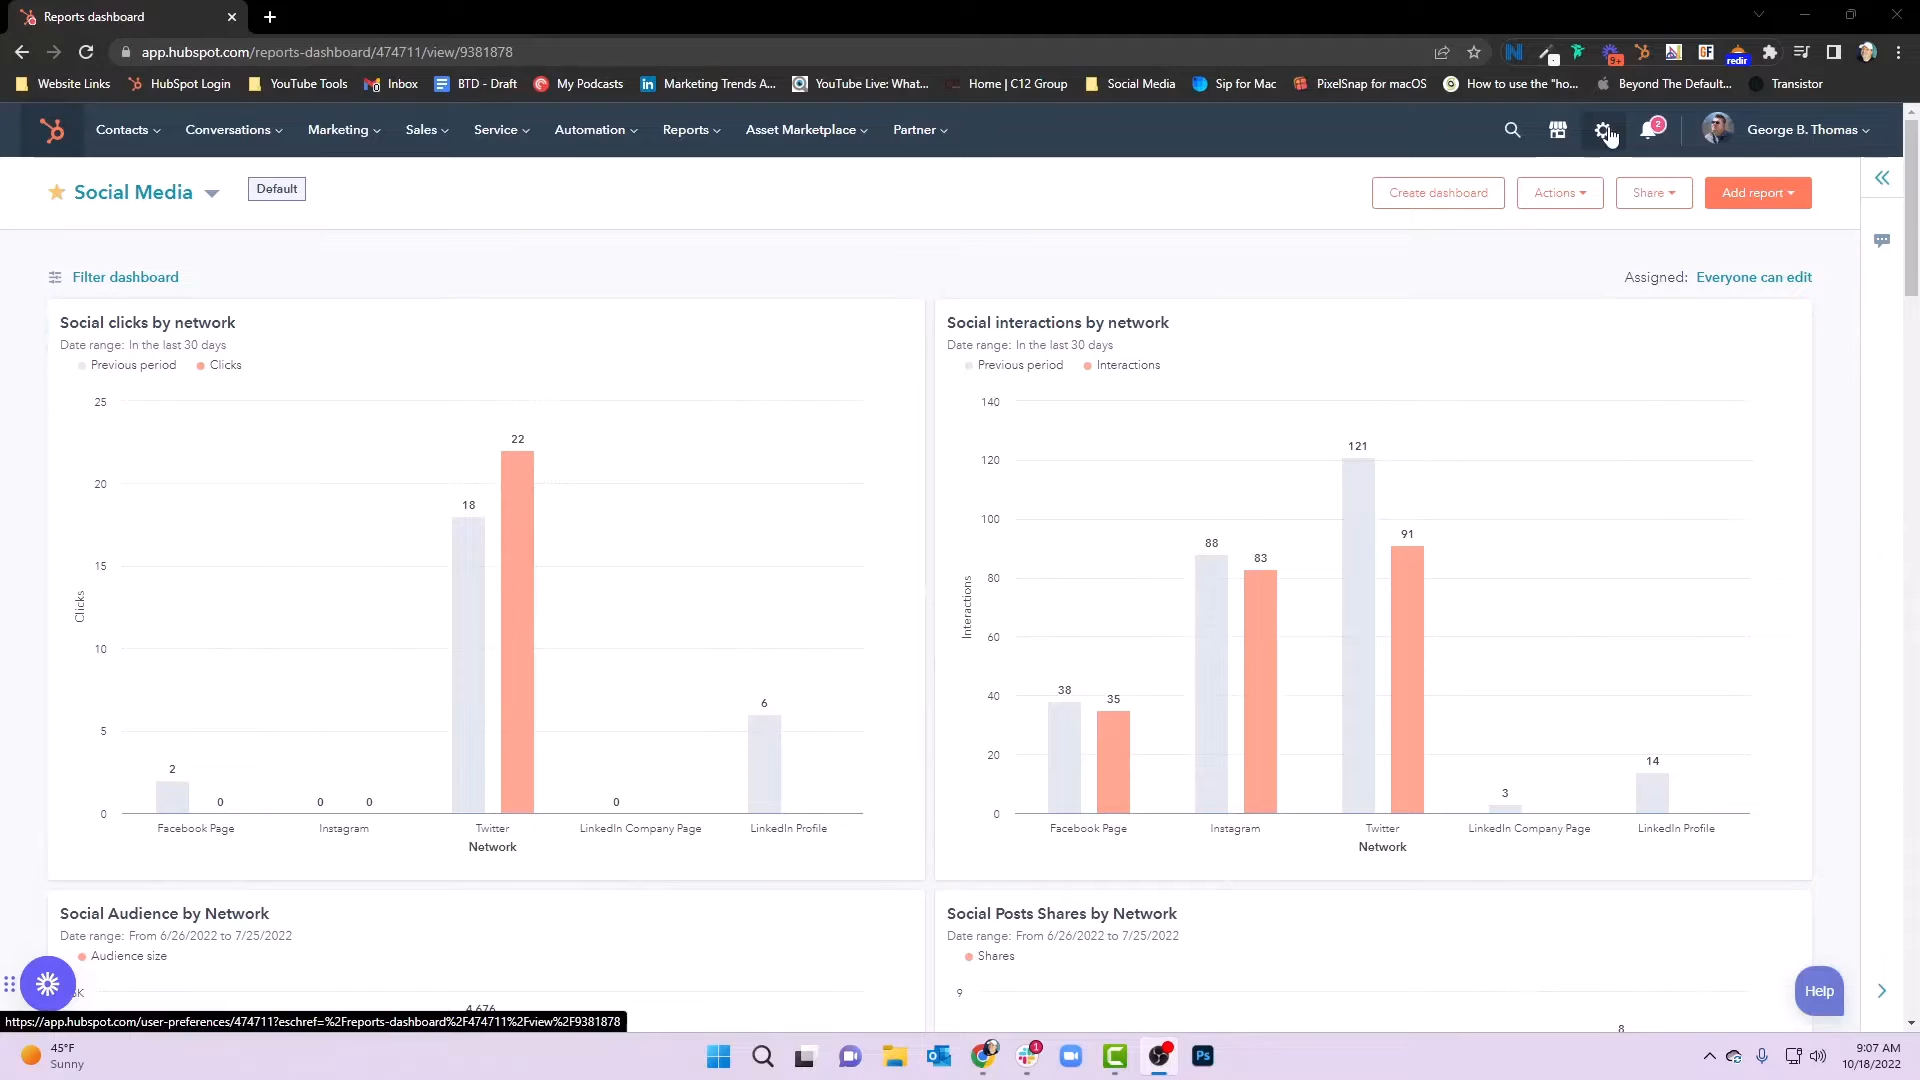 Reports dashboard
app.hubspot.com/reports-dashboard/474711/view/9381878
9+
redir
Website Links HubSpot Login YouTube Tools Inbox BTD - Draft My Podcasts Marketing Trends A... YouTube Live: What... Home | C12 Group Social Media Sip for Mac PixelSnap for macOS How to use the "ho... Beyond The Default... Transistor
Contacts Conversations Marketing Sales Service Automation Reports Asset Marketplace Partner 2 George B. Thomas
Social Media Default Create dashboard Actions Share Add report
Filter dashboard Assigned: Everyone can edit
Social clicks by network
Date range: In the last 30 days
Previous period Clicks
25
20
15
10
5
0
Clicks
2
0
0
0
18
22
0
6
Facebook Page Instagram Twitter LinkedIn Company Page LinkedIn Profile
Network
Social interactions by network
Date range: In the last 30 days
Previous period Interactions
140
120
100
80
60
40
20
0
Interactions
38
35
88
83
121
91
3
14
Facebook Page Instagram Twitter LinkedIn Company Page LinkedIn Profile
Network
Social Audience by Network
Date range: From 6/26/2022 to 7/25/2022
Audience size
4,676
Social Posts Shares by Network
Date range: From 6/26/2022 to 7/25/2022
Shares
9
8
Help
https://app.hubspot.com/user-preferences/474711?eschref=%2Freports-dashboard%2F474711%2Fview%2F9381878
45°F
Sunny
1
Ps
9:07 AM
10/18/2022